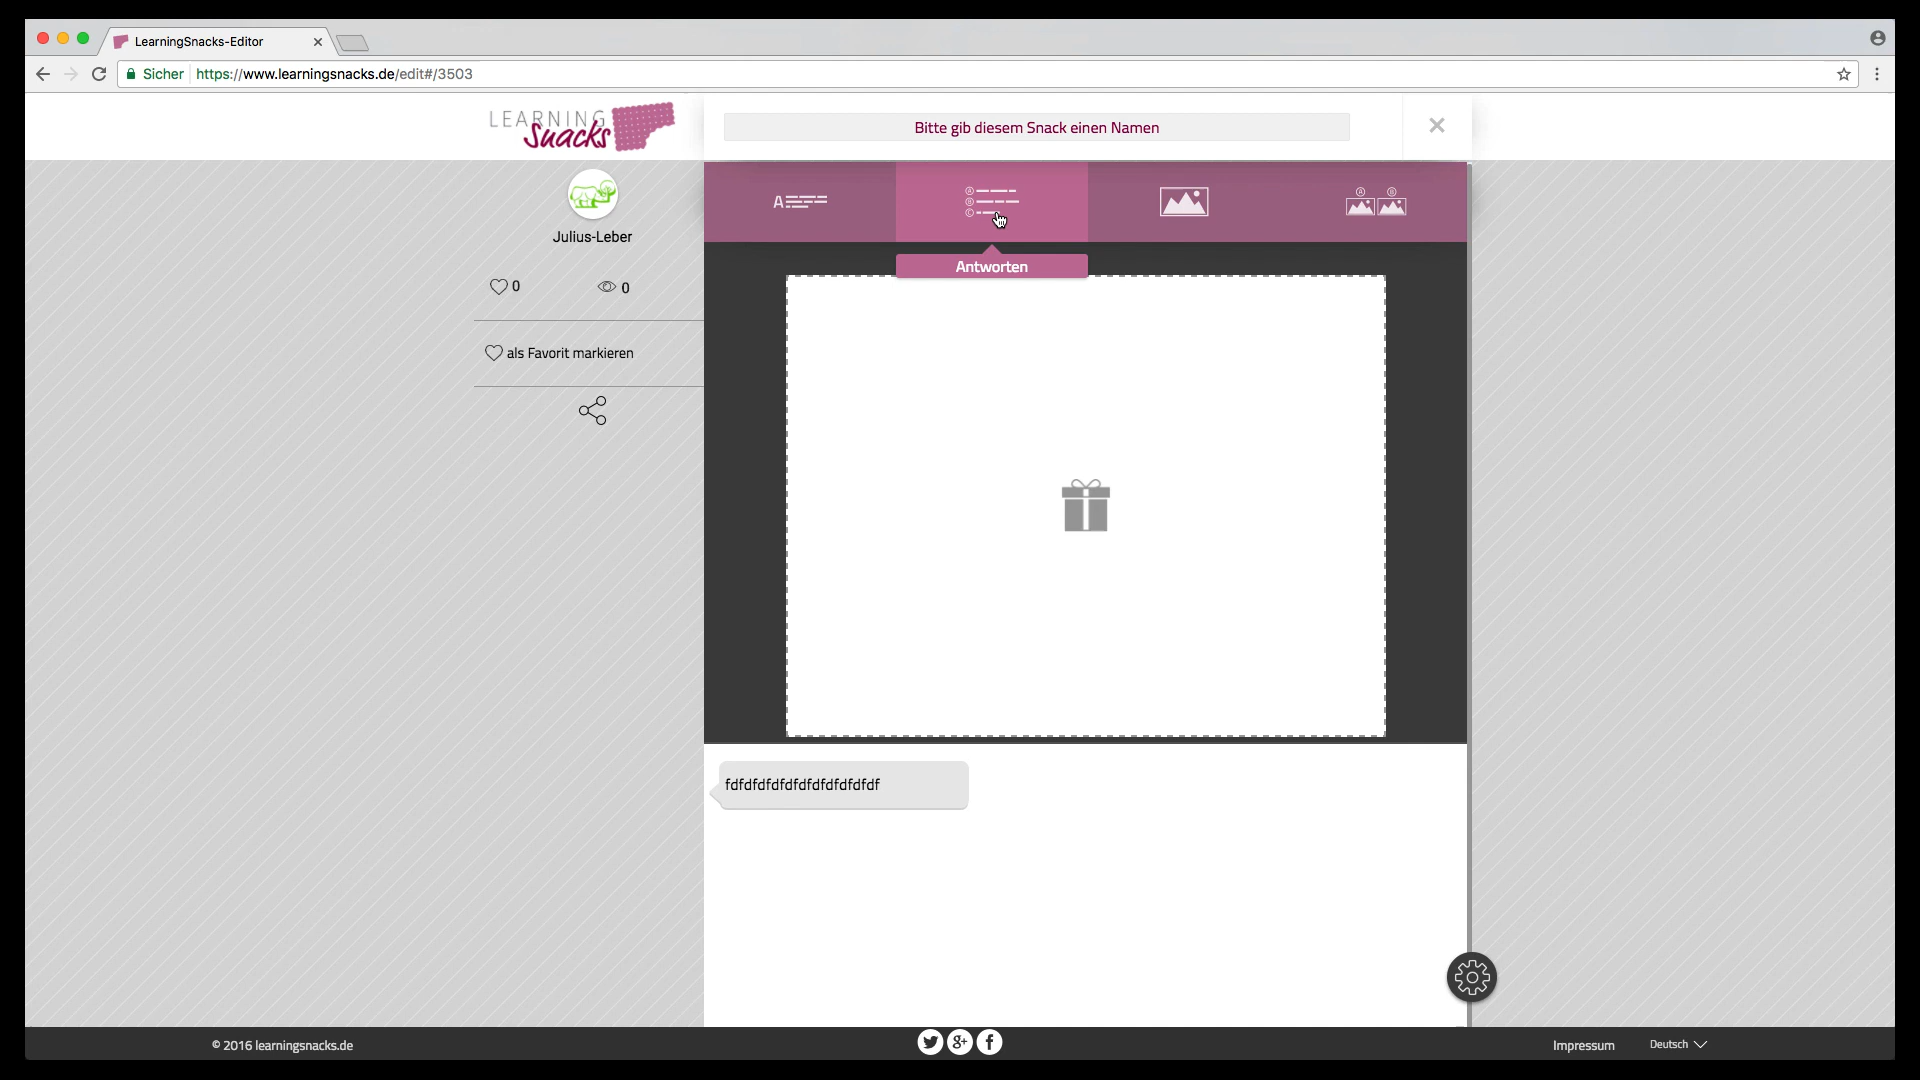 LearningSnacks-Editor
Sicher https://www.learningsnacks.de/edit#/3503
LEARNING
Snacks
Bitte gib diesem Snack einen Namen
A
A
B
C
A B
Julius-Leber
Antworten
0 0
als Favorit markieren
fdfdfdfdfdfdfdfdfdfdfdf
© 2016 learningsnacks.de
g+ f
Impressum Deutsch